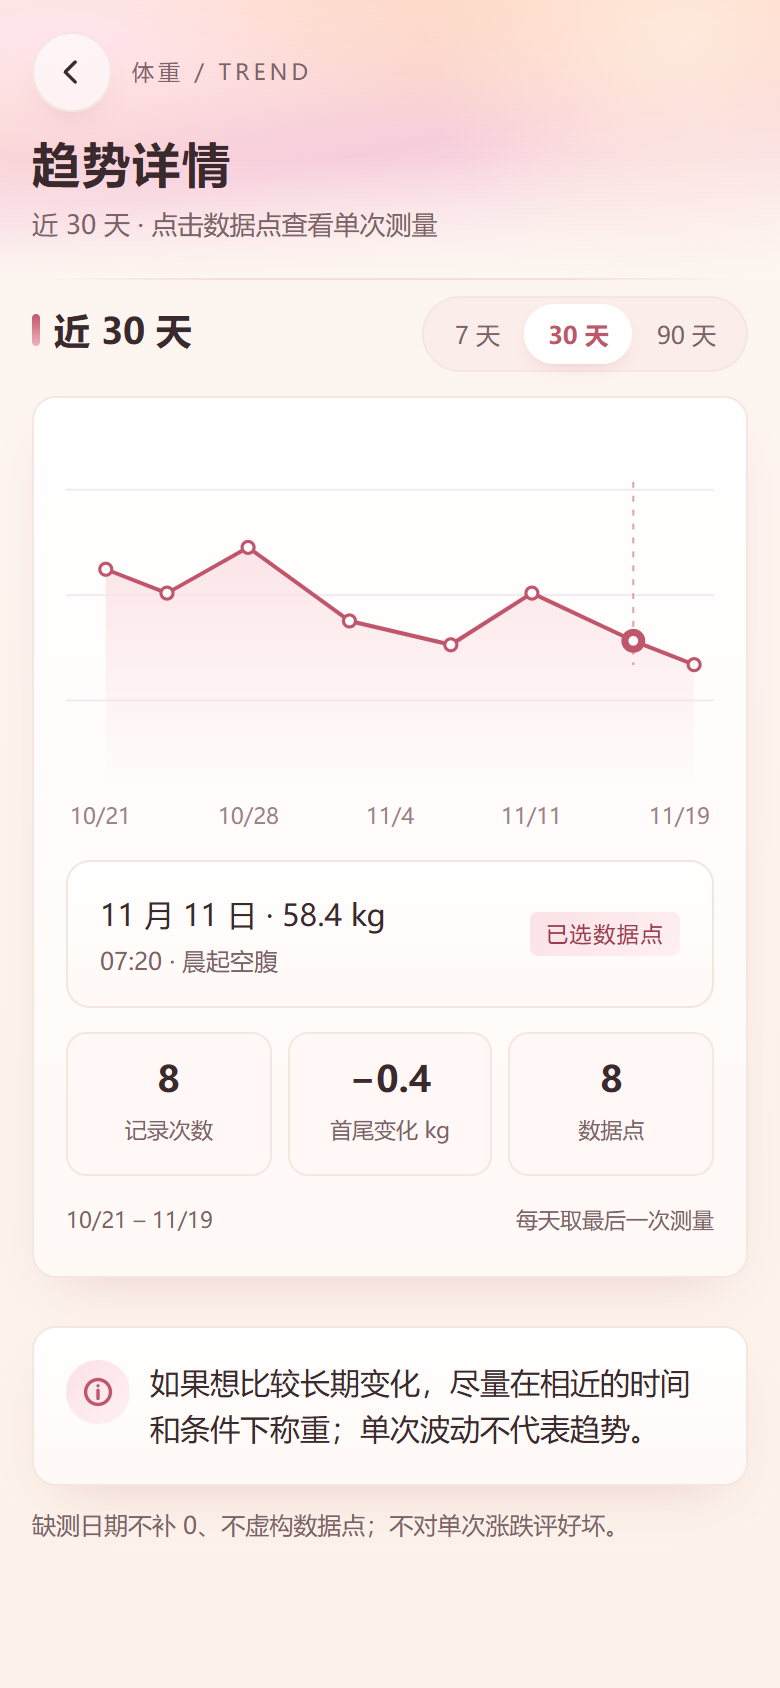 体重 / TREND
趋势详情
近 30 天 · 点击数据点查看单次测量
近 30 天
7 天
30 天
90 天
10/21
10/28
11/4
11/11
11/19
11 月 11 日 · 58.4 kg
07:20 · 晨起空腹
已选数据点
8
记录次数
−0.4
首尾变化 kg
8
数据点
10/21 – 11/19
每天取最后一次测量
如果想比较长期变化，尽量在相近的时间
和条件下称重；单次波动不代表趋势。
缺测日期不补 0、不虚构数据点；不对单次涨跌评好坏。